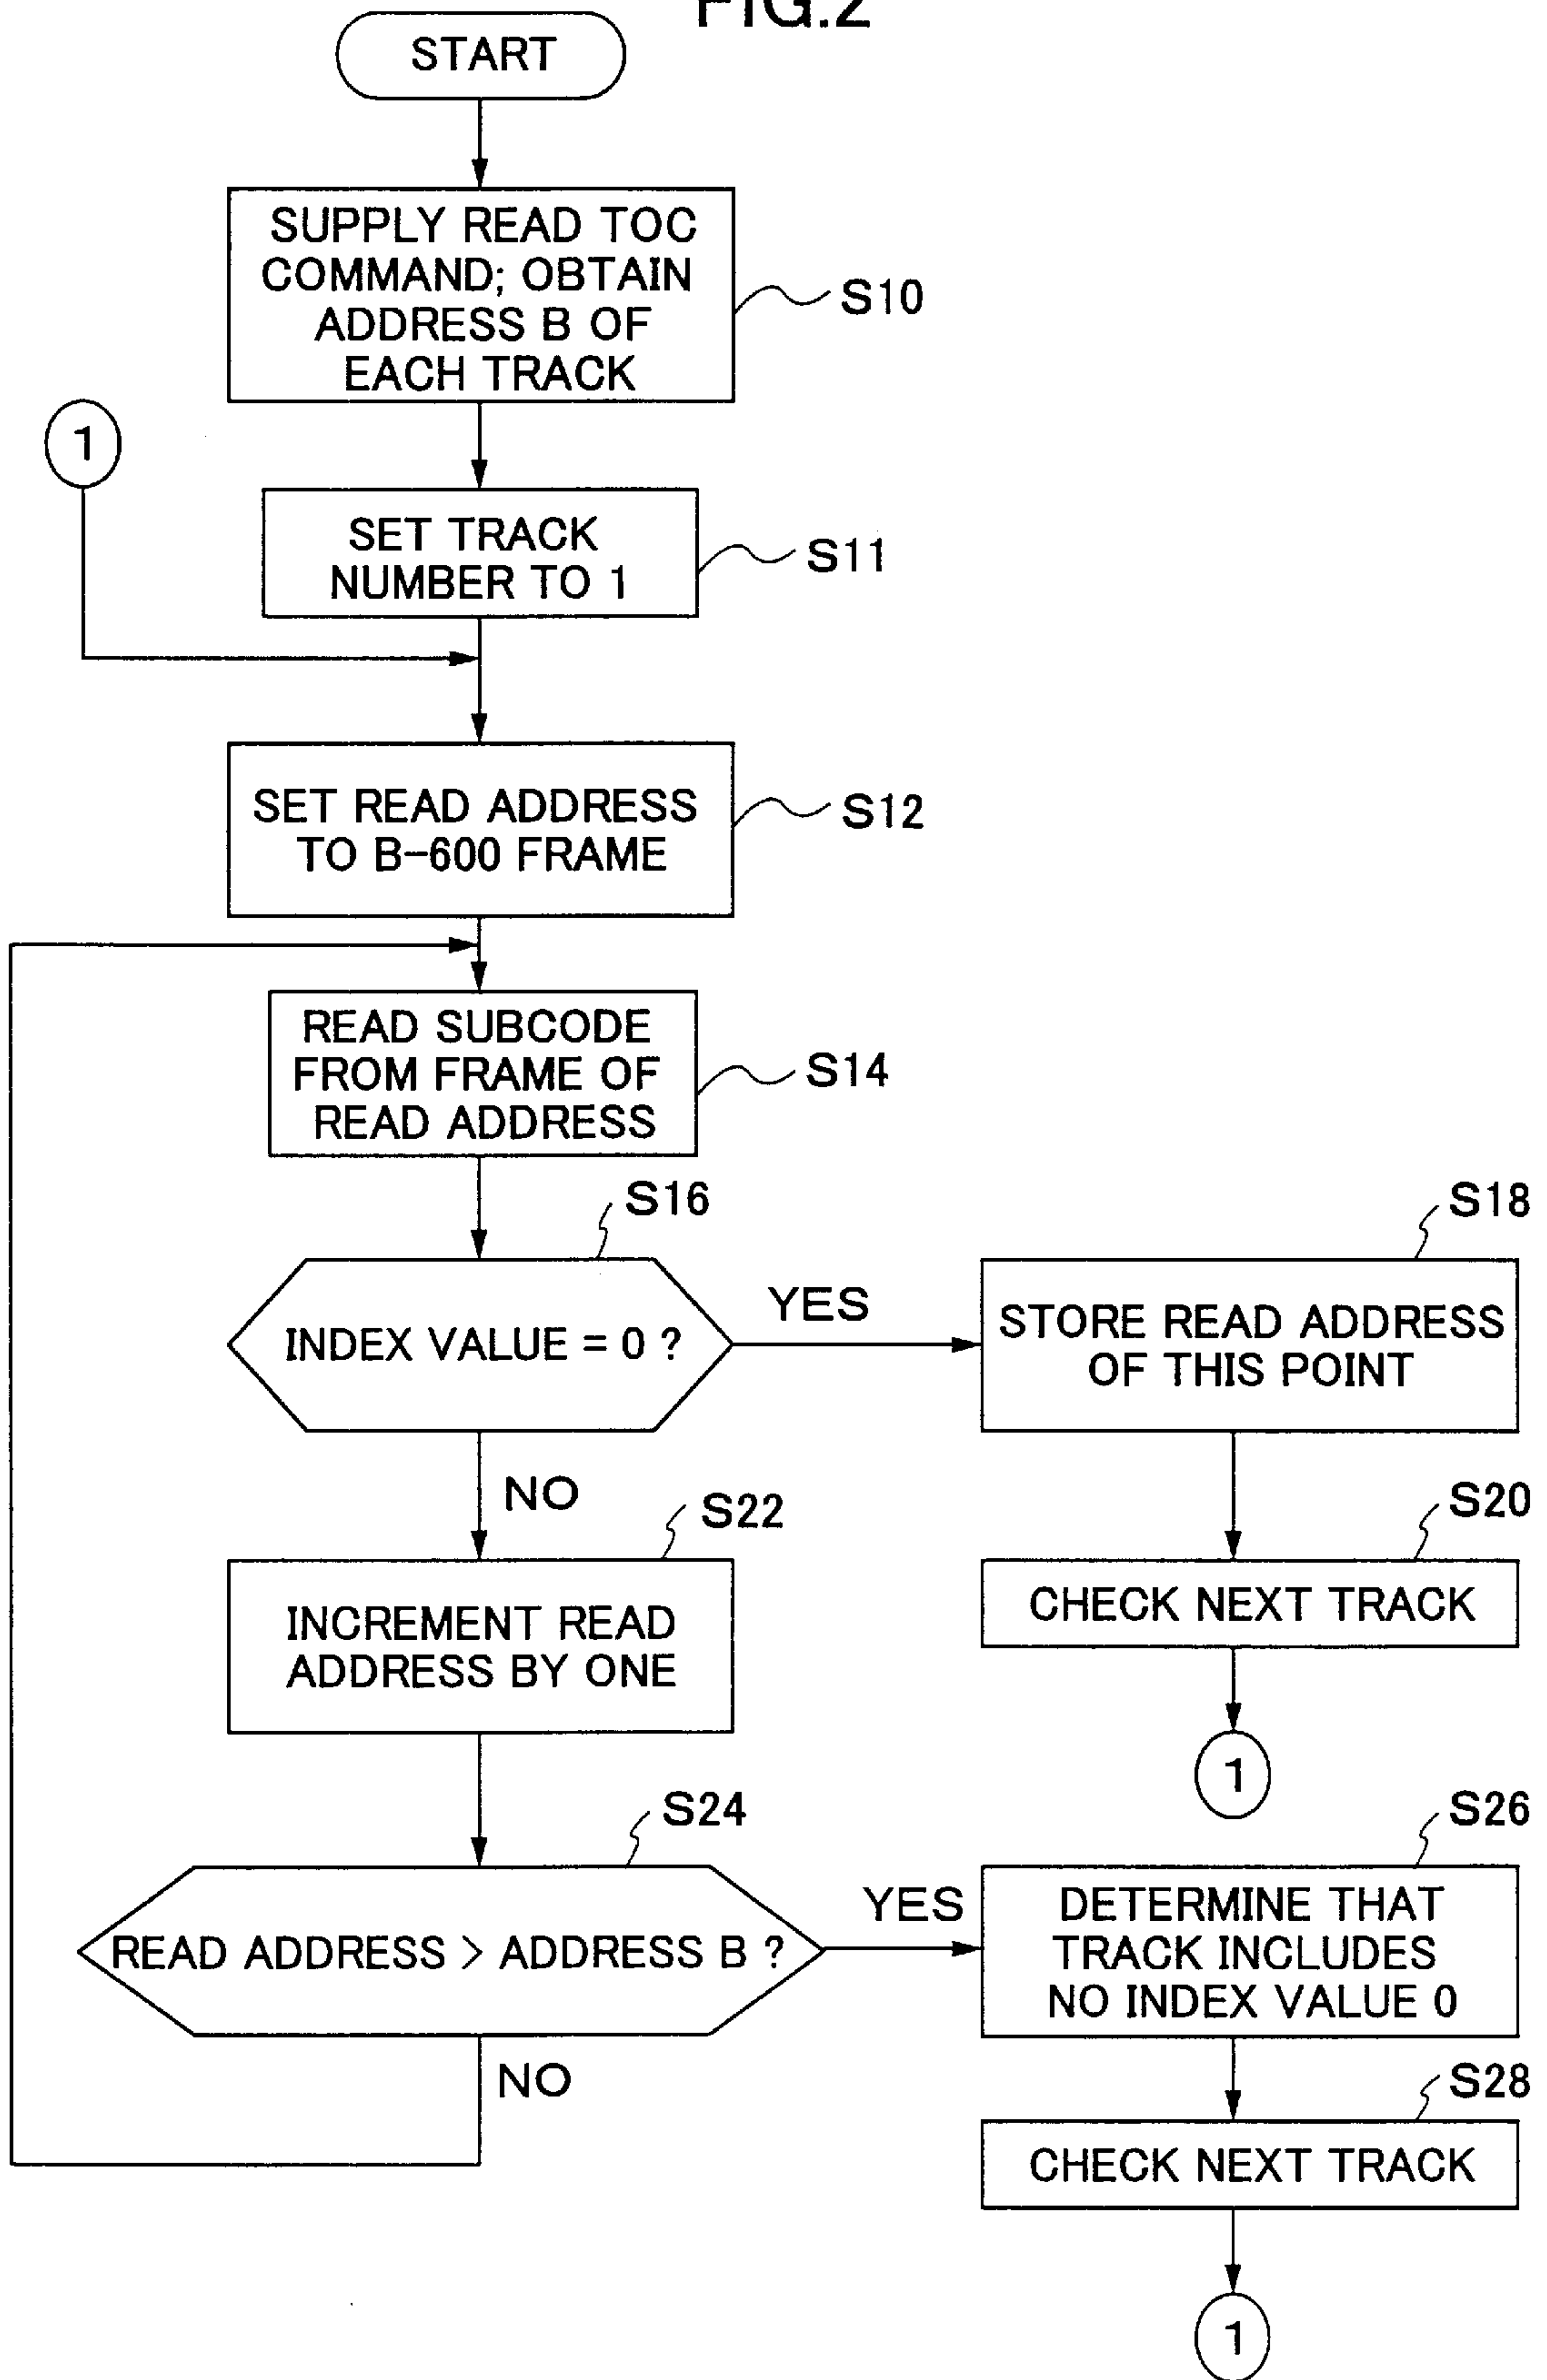 FIG.2
START
SUPPLY READ TOC
COMMAND; OBTAIN
ADDRESS B OF
EACH TRACK
S10
1
SET TRACK
NUMBER TO 1
S11
SET READ ADDRESS
TO B-600 FRAME
S12
READ SUBCODE
FROM FRAME OF
READ ADDRESS
S14
S16
INDEX VALUE = 0 ?
YES
S18
STORE READ ADDRESS
OF THIS POINT
NO
S20
CHECK NEXT TRACK
1
S22
INCREMENT READ
ADDRESS BY ONE
S24
READ ADDRESS > ADDRESS B ?
YES
S26
DETERMINE THAT
TRACK INCLUDES
NO INDEX VALUE 0
NO
S28
CHECK NEXT TRACK
1